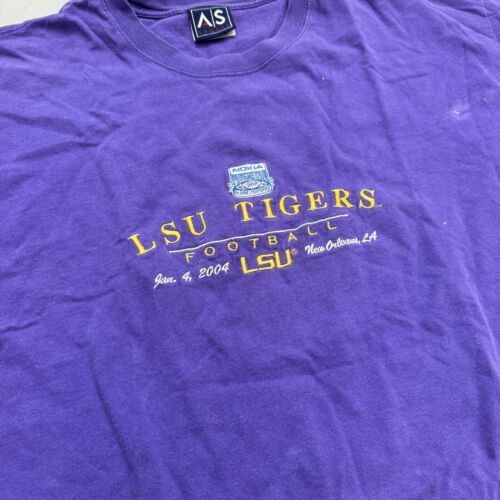 A/S
NOKIA
LSU TIGERS
FOOTBALL
Jan. 4, 2004 LSU® New Orleans, LA